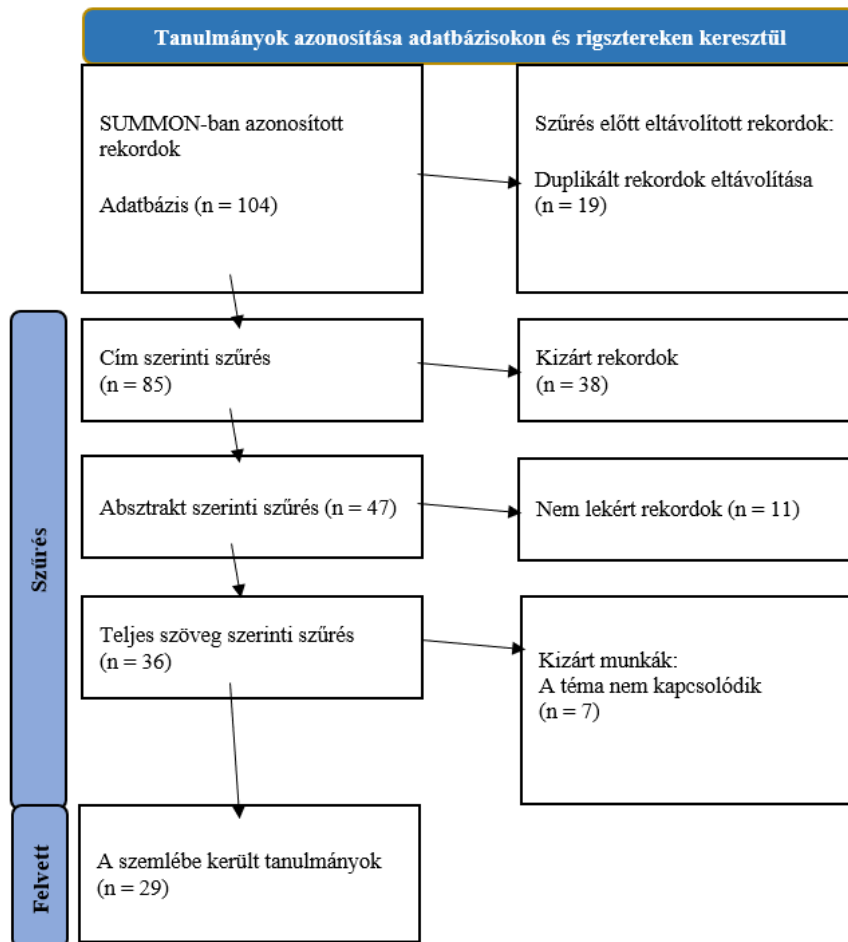 Tanulmányok azonosítása adatbázisokon és rigsztereken keresztül
SUMMON-ban azonosított
rekordok
Adatbázis (n = 104)
Szűrés előtt eltávolított rekordok:
Duplikált rekordok eltávolítása
(n = 19)
Szűrés
Cím szerinti szűrés
(n = 85)
Kizárt rekordok
(n = 38)
Absztrakt szerinti szűrés (n = 47)
Nem lekért rekordok (n = 11)
Teljes szöveg szerinti szűrés
(n = 36)
Kizárt munkák:
A téma nem kapcsolódik
(n = 7)
Felvett
A szemlébe került tanulmányok
(n = 29)